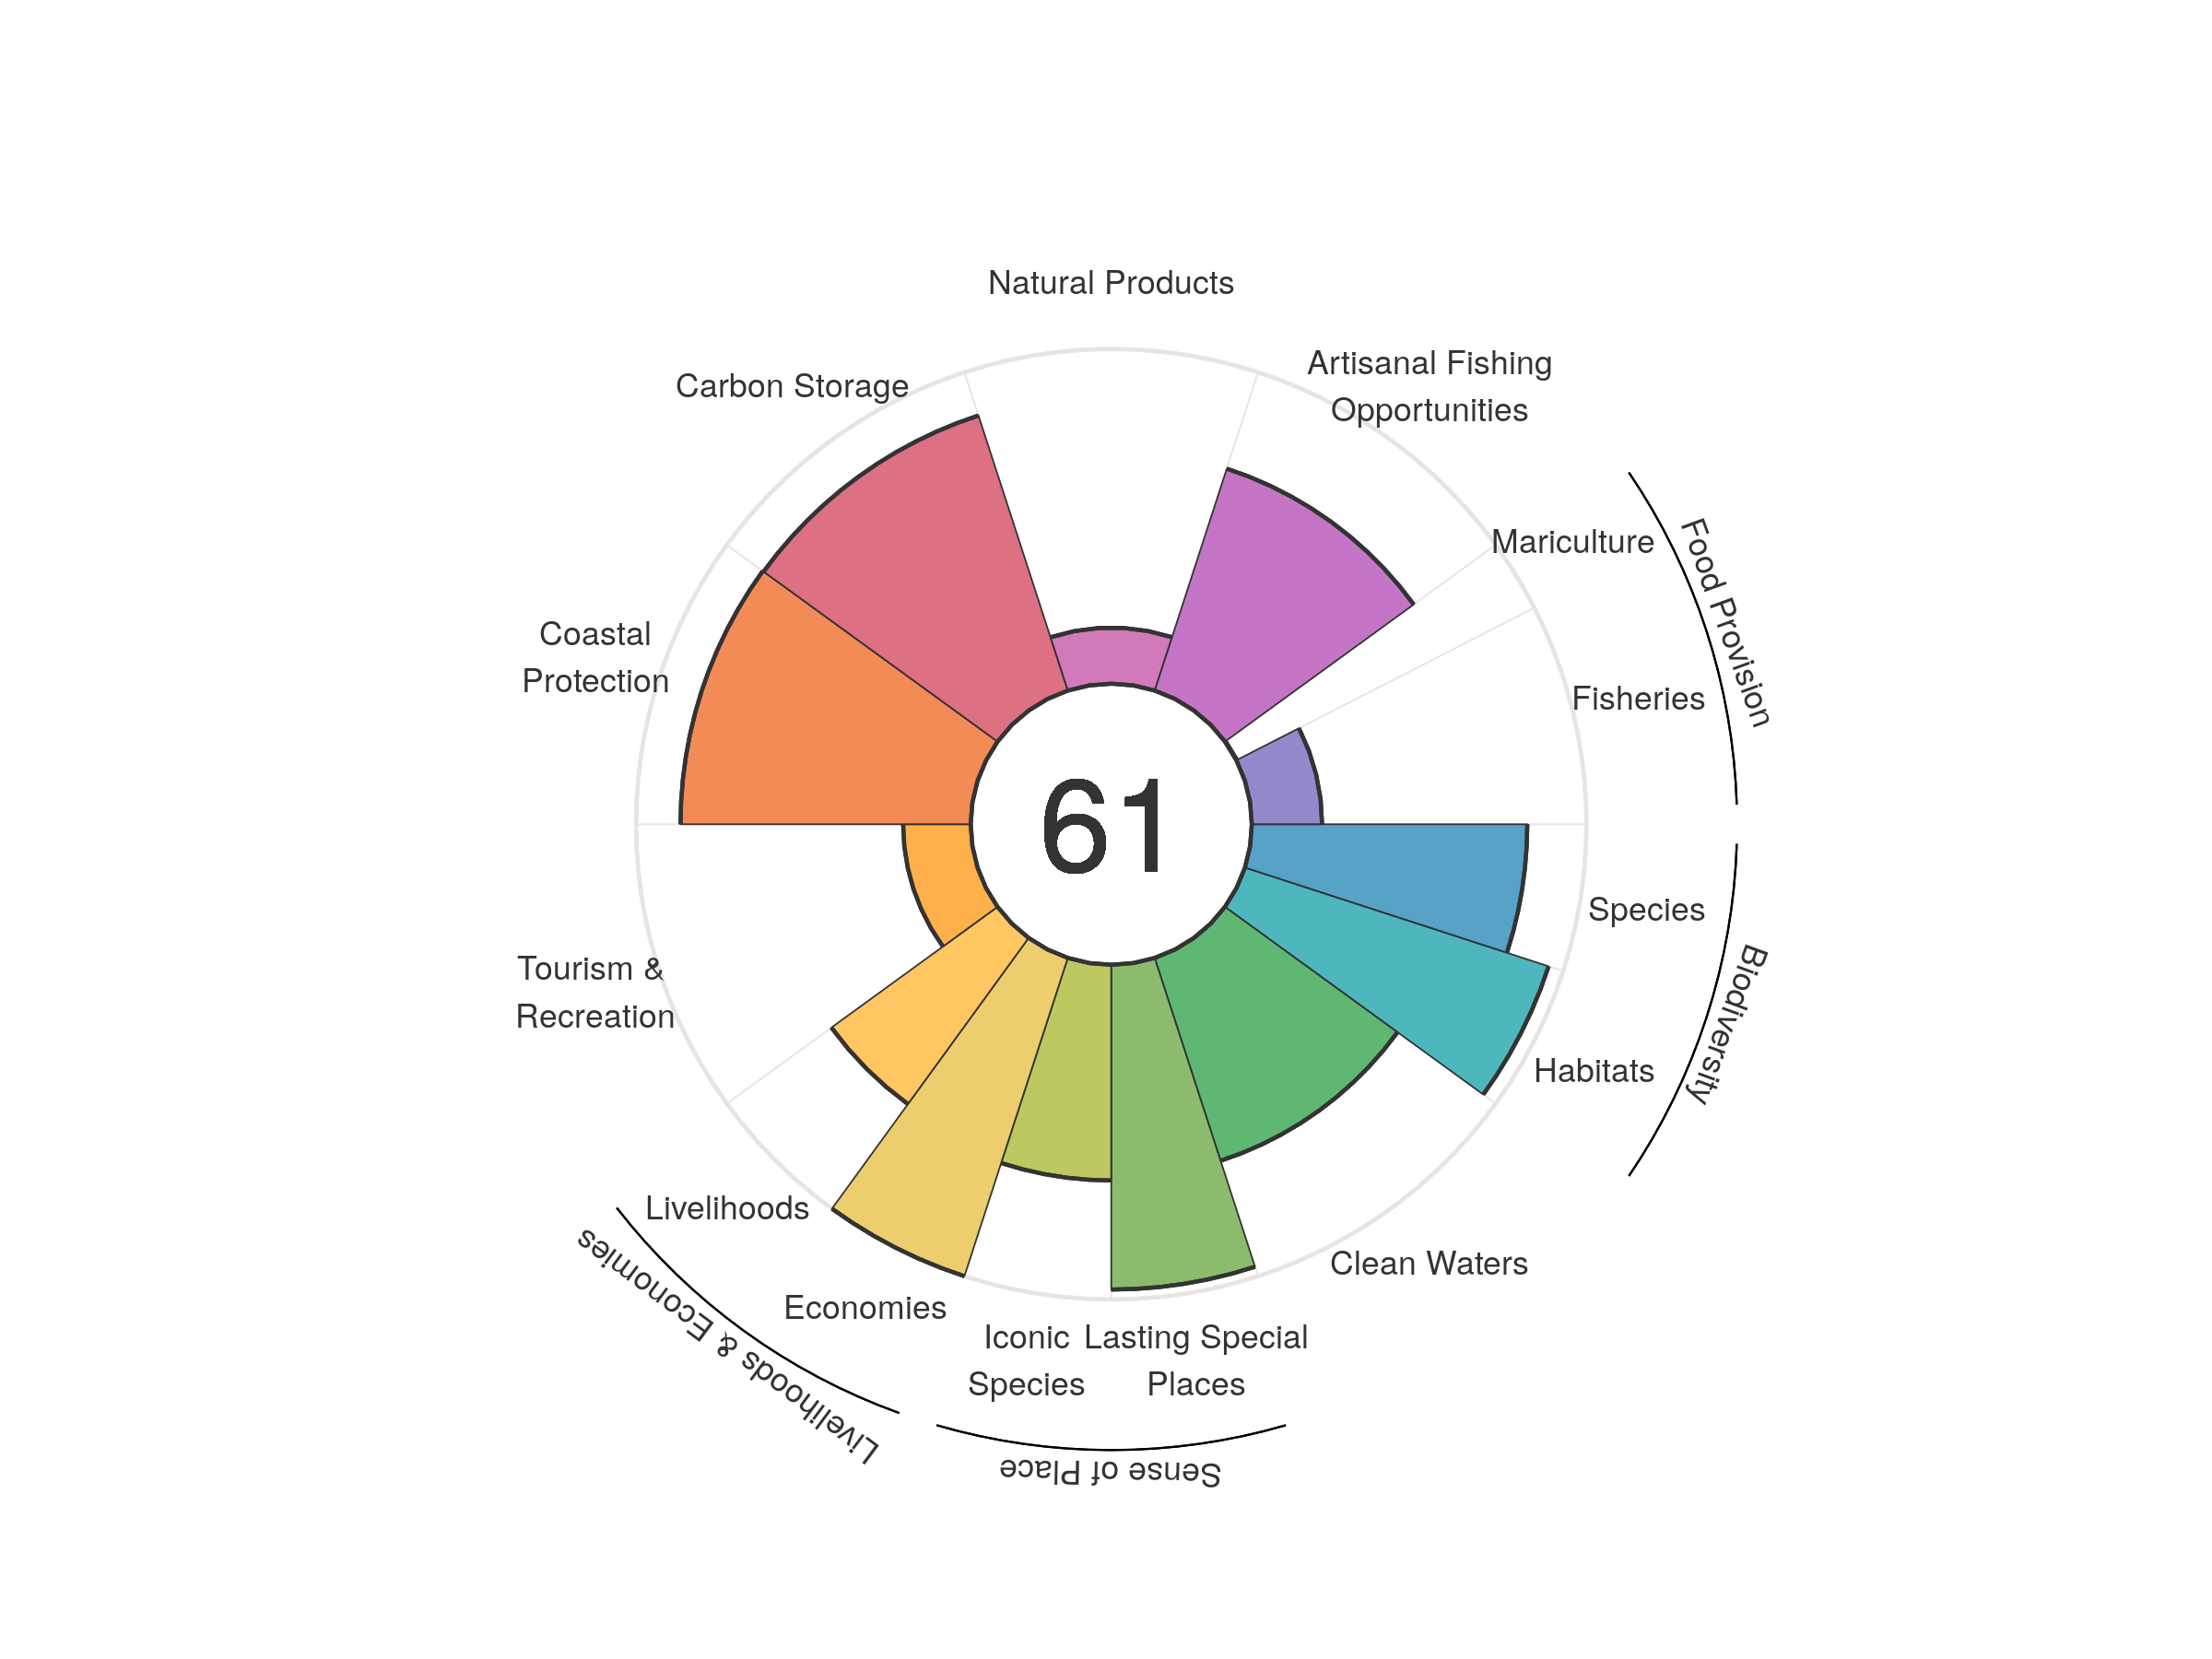 Natural Products
Artisanal Fishing
Opportunities
Carbon Storage
Mariculture
Food Provision
Coastal
Protection
Fisheries
61
Species
Biodiversity
Tourism &
Recreation
Habitats
Livelihoods
Clean Waters
Economies
Livelihoods & Economies
Iconic
Species
Lasting Special
Places
Sense of Place